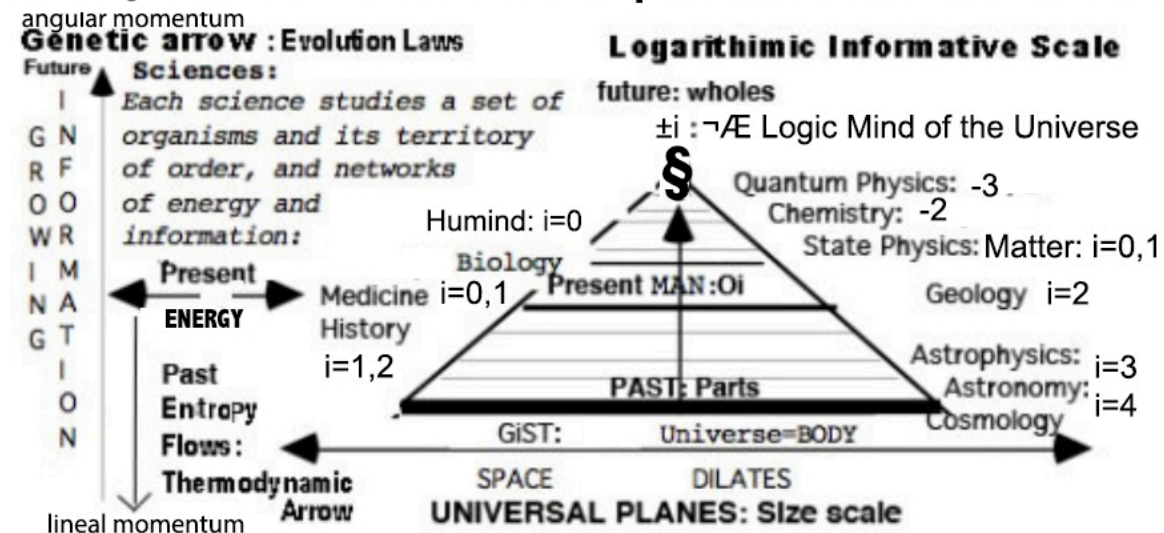 angular momentum
Genetic arrow : Evolution Laws
Logarithimic Informative Scale
Future
Sciences:
future: wholes
Each science studies a set of
organisms and its territory
of order, and networks
of energy and
information:
GROWING
INFORMATION
±i :¬Æ Logic Mind of the Universe
§
Quantum Physics: -3
Humind: i=0
Chemistry: -2
State Physics: Matter: i=0,1
Biology
Present
Present MAN:Oi
Medicine i=0,1
Geology i=2
ENERGY
History
i=1,2
Astrophysics: i=3
Past
PAST: Parts
Astronomy:
i=4
Entropy
Cosmology
Flows:
GiST:
Universe=BODY
Thermodynamic
Arrow
SPACE
DILATES
lineal momentum
UNIVERSAL PLANES: SIze scale